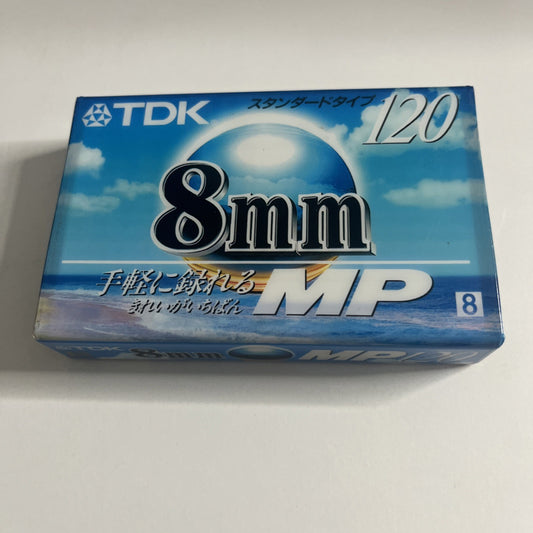 TDK
スタンダードタイプ・120
8mm
手軽に録れる
きれいがいちばん
MP
8
TDK 8mm MP120